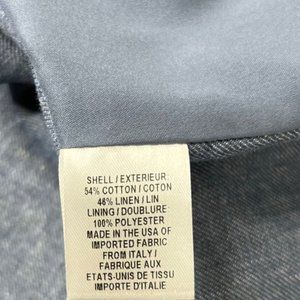 SHELL / EXTERIEUR:
54% COTTON / COTON
46% LINEN / LIN
LINING / DOUBLURE:
100% POLYESTER
MADE IN THE USA OF
IMPORTED FABRIC
FROM ITALY /
FABRIQUE AUX
ETATS-UNIS DE TISSU
IMPORTE D'ITALIE